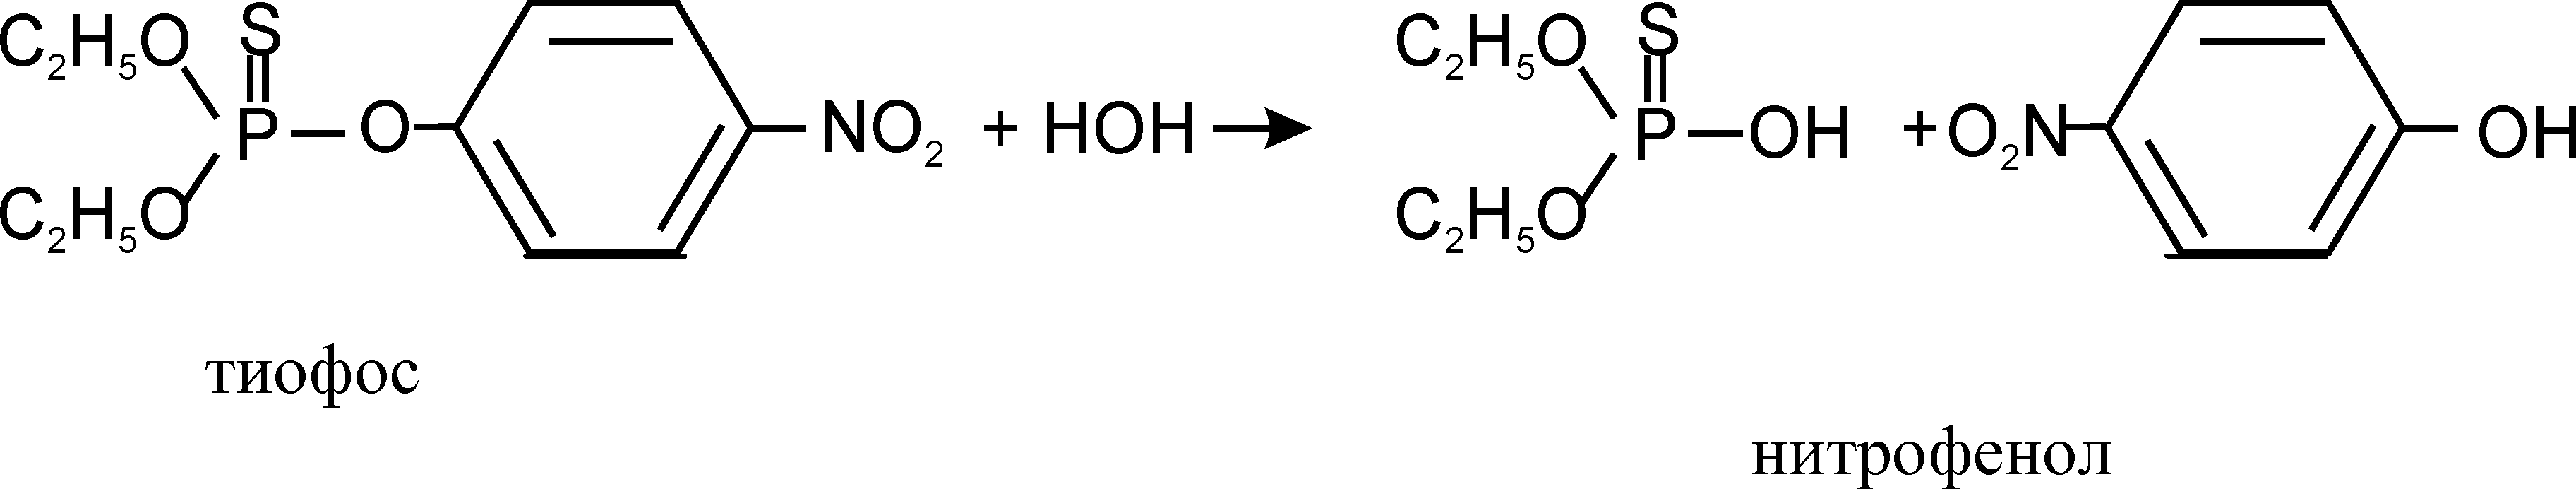 C₂H₅O S C₂H₅O S
P O NO₂ + HOH P OH +O₂N OH
C₂H₅O C₂H₅O
тиофос
нитрофенол